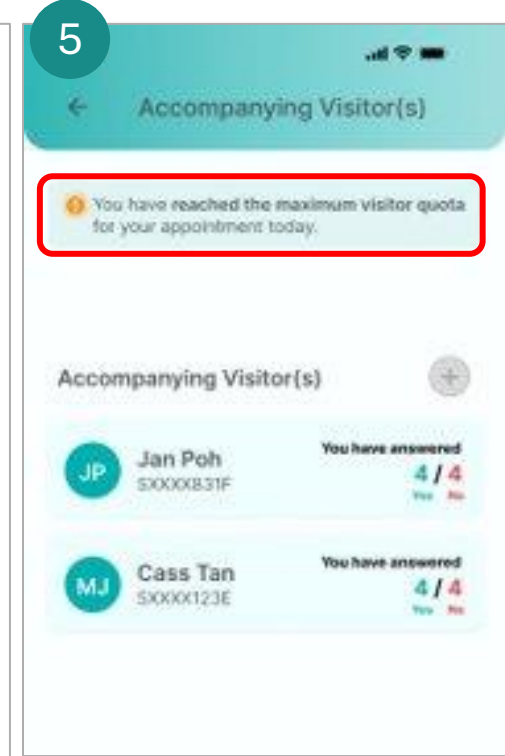 5
Accompanying Visitor(s)
You have reached the maximum visitor quota
for your appointment today.
Accompanying Visitor(s)
JP
Jan Poh
SXXXX831F
You have answered
4 / 4
Yes No
MJ
Cass Tan
SXXXX123E
You have answered
4 / 4
Yes No